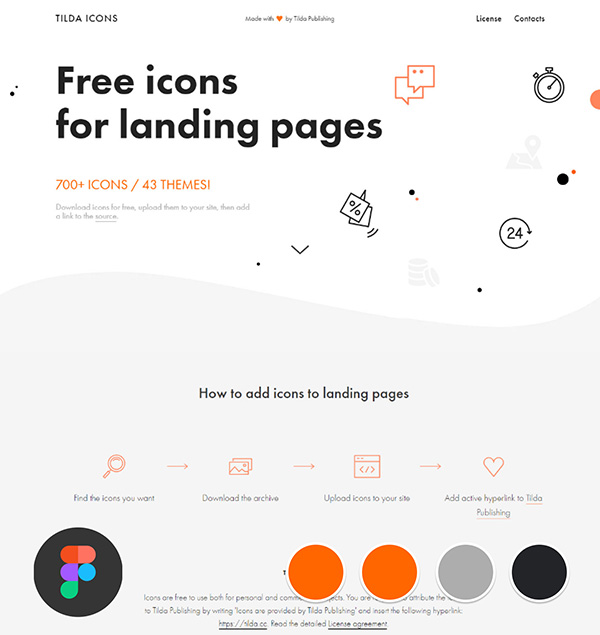 TILDA ICONS
Made with by Tilda Publishing
License Contacts
Free icons
for landing pages
700+ ICONS / 43 THEMES!
Download icons for free, upload them to your site, then add
a link to the source.
%
24
How to add icons to landing pages
Find the icons you want
Download the archive
Upload icons to your site
Add active hyperlink to Tilda
Publishing
T
Icons are free to use both for personal and comm jects. You are attribute the
to Tilda Publishing by writing 'Icons are provided by Tilda Publishing' and insert the following hyperlink:
https://tilda.cc. Read the detailed License agreement